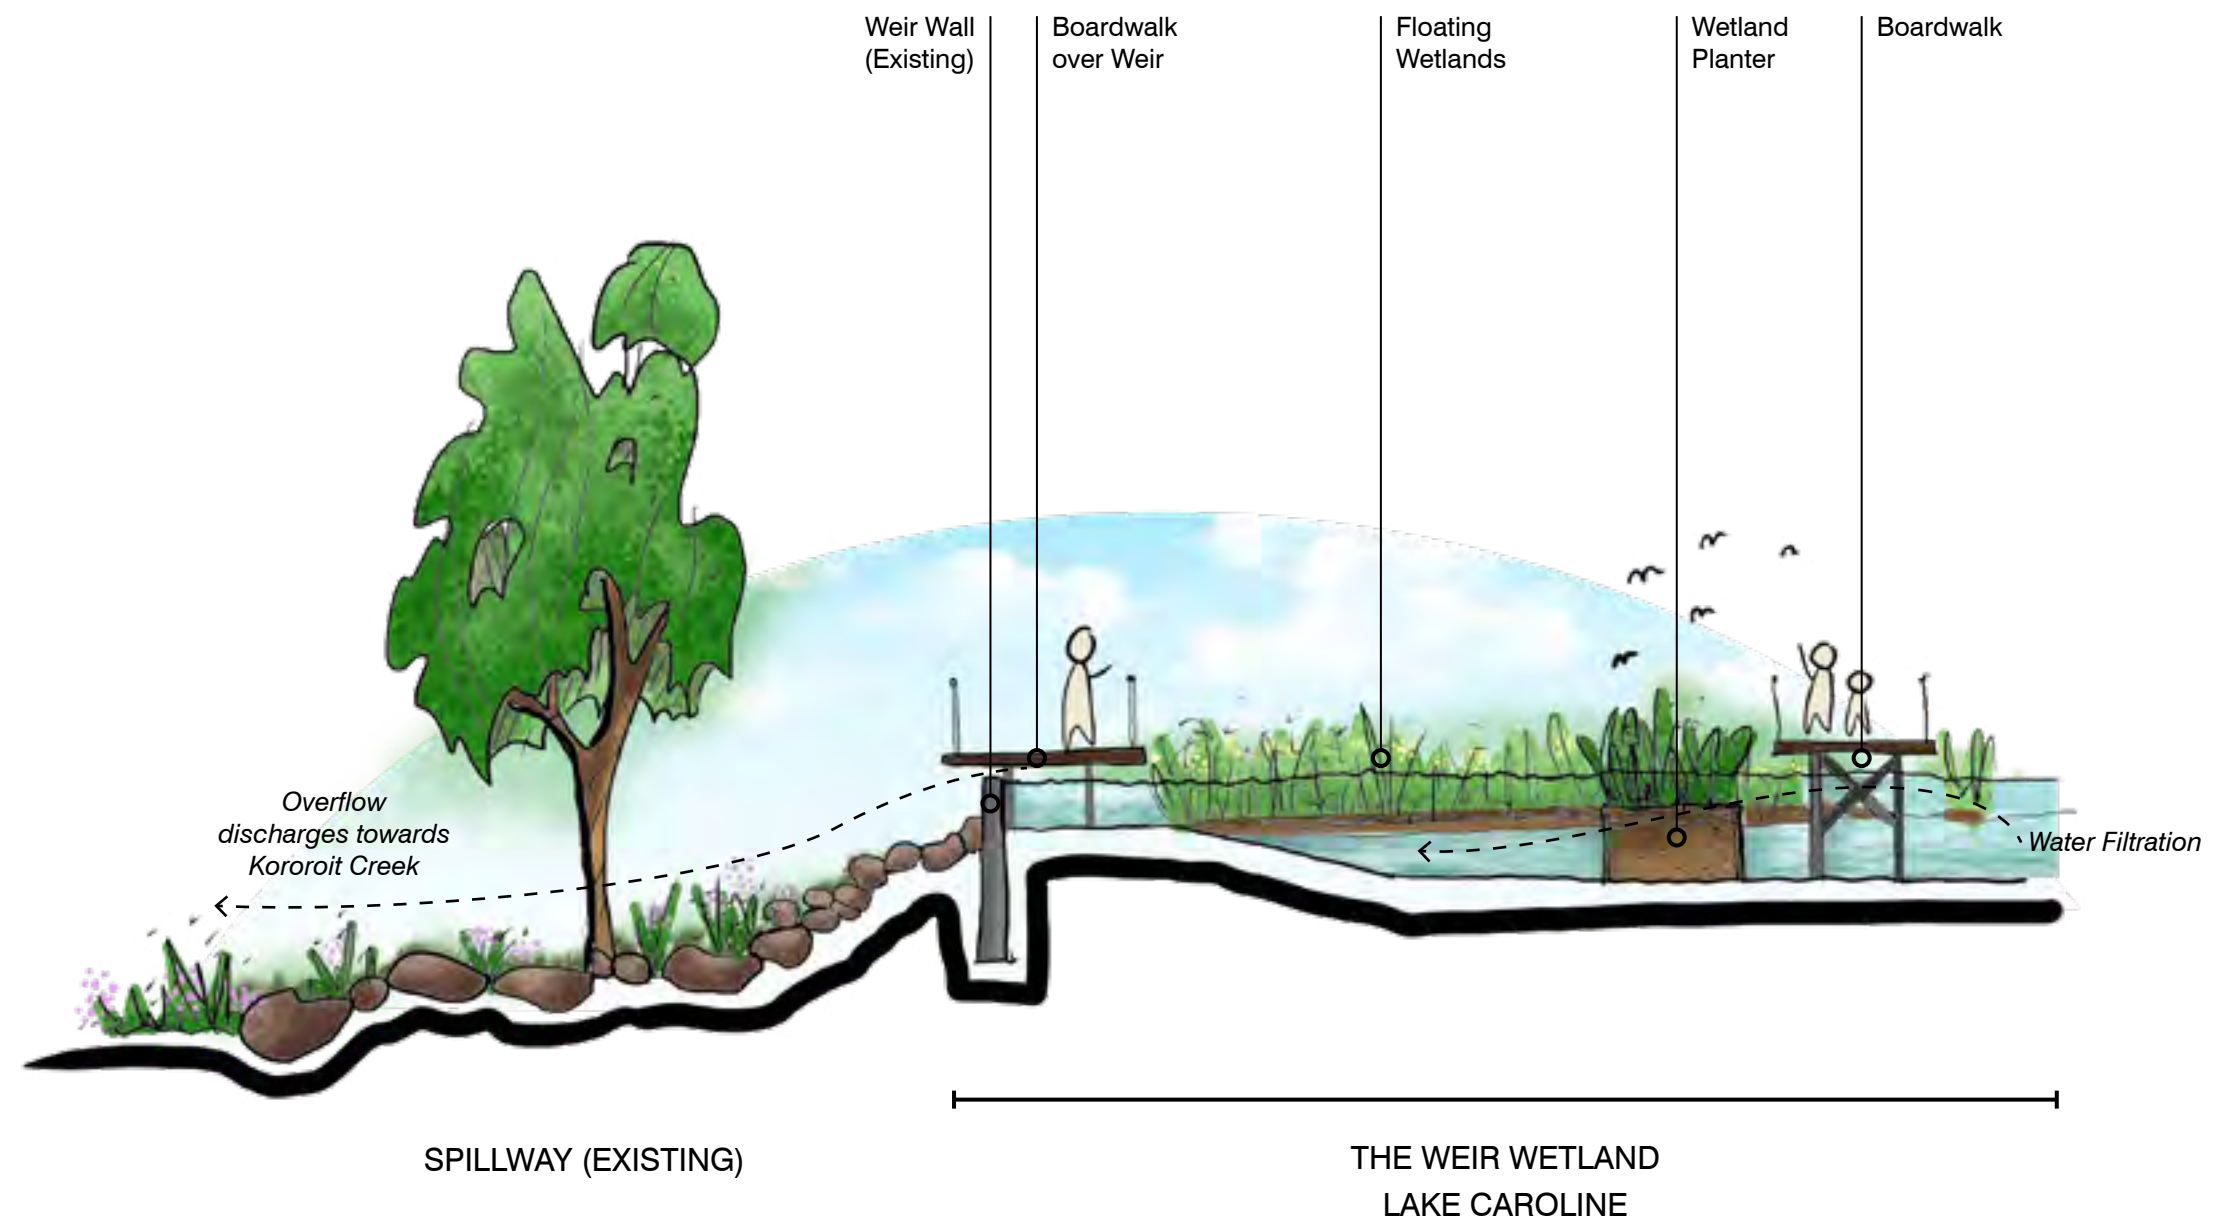 Weir Wall
(Existing)
Boardwalk
over Weir
Floating
Wetlands
Wetland
Planter
Boardwalk
Overflow
discharges towards
Kororoit Creek
Water Filtration
SPILLWAY (EXISTING)
THE WEIR WETLAND
LAKE CAROLINE